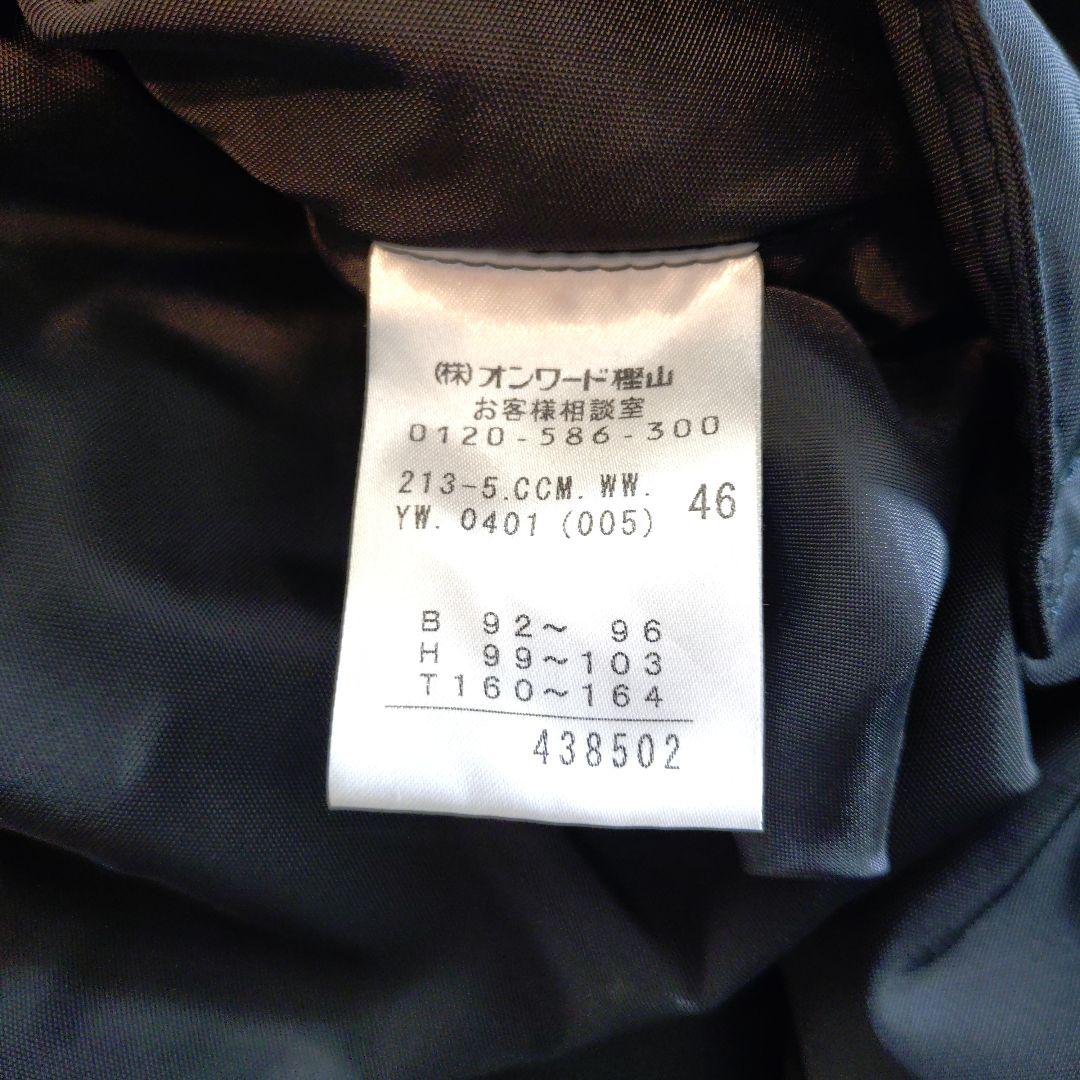 (株)オンワード樫山
お客様相談室
0120-586-300
213-5.CCM.WW. 46
YW.0401(005)
B 92～ 96
H 99～103
T160～164
438502